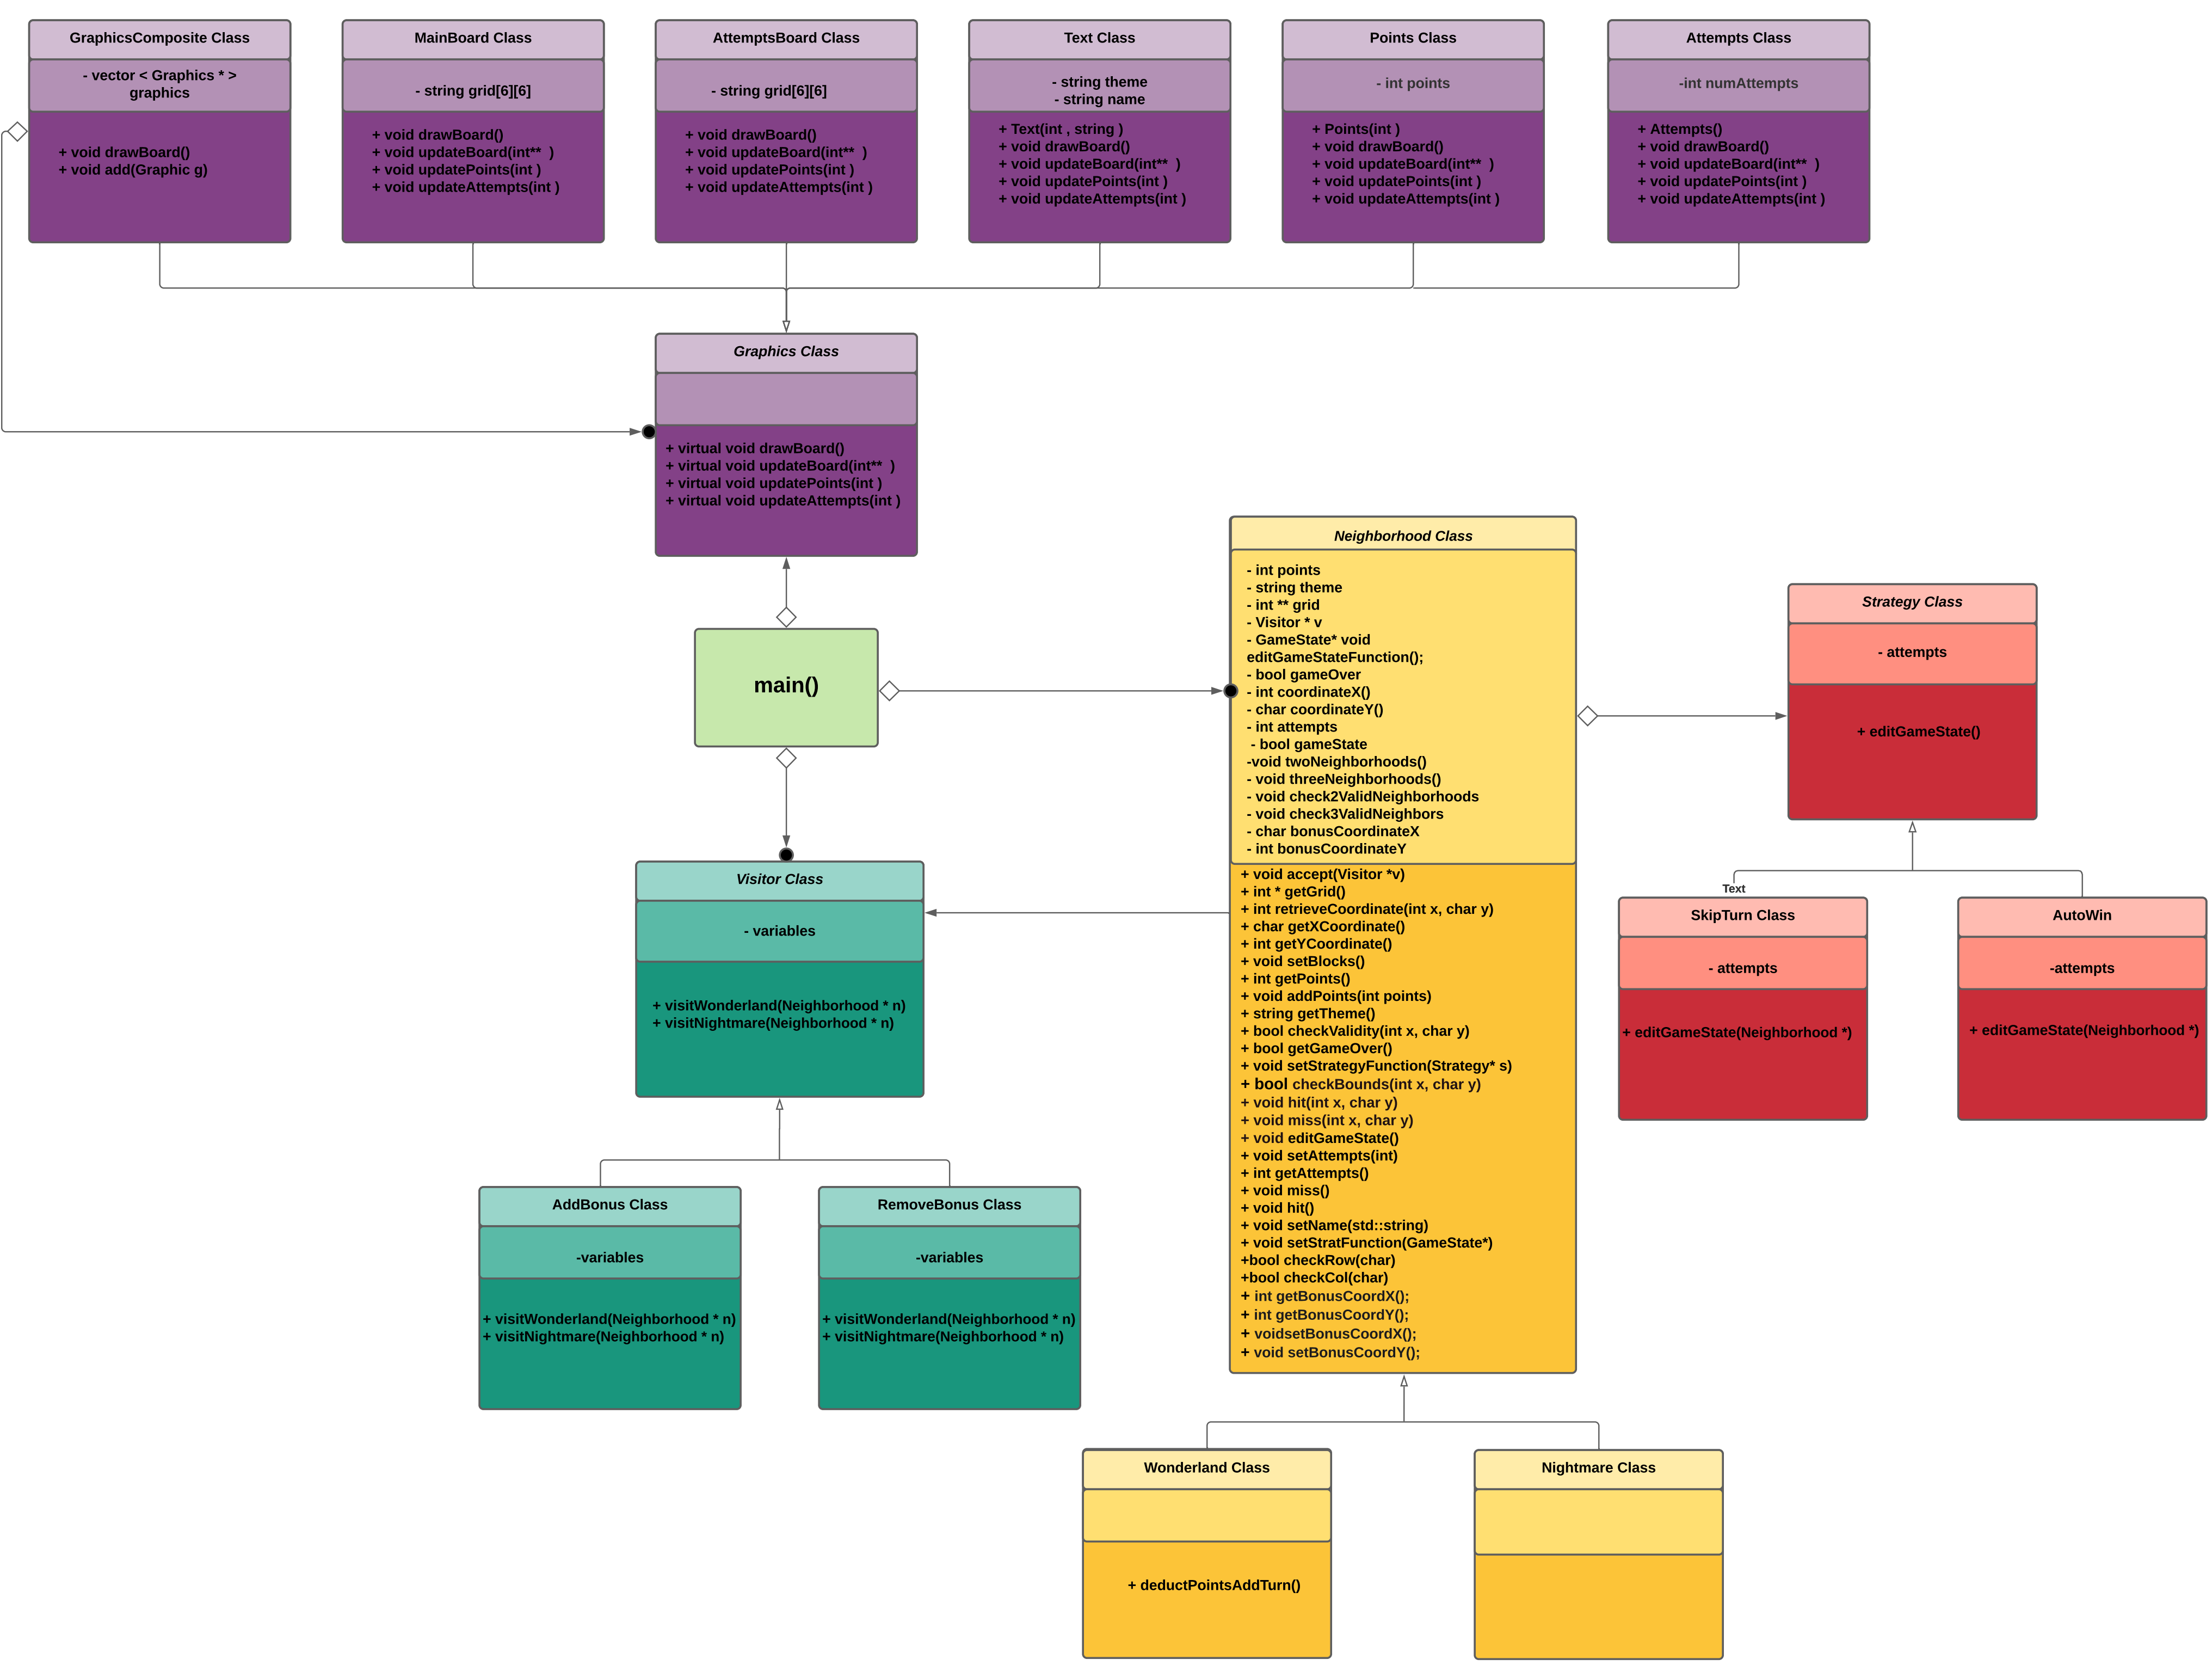 GraphicsComposite Class
- vector < Graphics * >
graphics
+ void drawBoard()
+ void add(Graphic g)
MainBoard Class
- string grid[6][6]
+ void drawBoard()
+ void updateBoard(int**  )
+ void updatePoints(int )
+ void updateAttempts(int )
AttemptsBoard Class
- string grid[6][6]
+ void drawBoard()
+ void updateBoard(int**  )
+ void updatePoints(int )
+ void updateAttempts(int )
Text Class
- string theme
- string name
+ Text(int , string )
+ void drawBoard()
+ void updateBoard(int**  )
+ void updatePoints(int )
+ void updateAttempts(int )
Points Class
- int points
+ Points(int )
+ void drawBoard()
+ void updateBoard(int**  )
+ void updatePoints(int )
+ void updateAttempts(int )
Attempts Class
-int numAttempts
+ Attempts()
+ void drawBoard()
+ void updateBoard(int**  )
+ void updatePoints(int )
+ void updateAttempts(int )
Graphics Class
+ virtual void drawBoard()
+ virtual void updateBoard(int**  )
+ virtual void updatePoints(int )
+ virtual void updateAttempts(int )
main()
Neighborhood Class
- int points
- string theme
- int ** grid
- Visitor * v
- GameState* void
editGameStateFunction();
- bool gameOver
- int coordinateX()
- char coordinateY()
- int attempts
- bool gameState
-void twoNeighborhoods()
- void threeNeighborhoods()
- void check2ValidNeighborhoods
- void check3ValidNeighbors
- char bonusCoordinateX
- int bonusCoordinateY
+ void accept(Visitor *v)
+ int * getGrid()
+ int retrieveCoordinate(int x, char y)
+ char getXCoordinate()
+ int getYCoordinate()
+ void setBlocks()
+ int getPoints()
+ void addPoints(int points)
+ string getTheme()
+ bool checkValidity(int x, char y)
+ bool getGameOver()
+ void setStrategyFunction(Strategy* s)
+ bool checkBounds(int x, char y)
+ void hit(int x, char y)
+ void miss(int x, char y)
+ void editGameState()
+ void setAttempts(int)
+ int getAttempts()
+ void miss()
+ void hit()
+ void setName(std::string)
+ void setStratFunction(GameState*)
+bool checkRow(char)
+bool checkCol(char)
+ int getBonusCoordX();
+ int getBonusCoordY();
+ voidsetBonusCoordX();
+ void setBonusCoordY();
Strategy Class
- attempts
+ editGameState()
Text
SkipTurn Class
- attempts
+ editGameState(Neighborhood *)
AutoWin
-attempts
+ editGameState(Neighborhood *)
Visitor Class
- variables
+ visitWonderland(Neighborhood * n)
+ visitNightmare(Neighborhood * n)
AddBonus Class
-variables
+ visitWonderland(Neighborhood * n)
+ visitNightmare(Neighborhood * n)
RemoveBonus Class
-variables
+ visitWonderland(Neighborhood * n)
+ visitNightmare(Neighborhood * n)
Wonderland Class
+ deductPointsAddTurn()
Nightmare Class